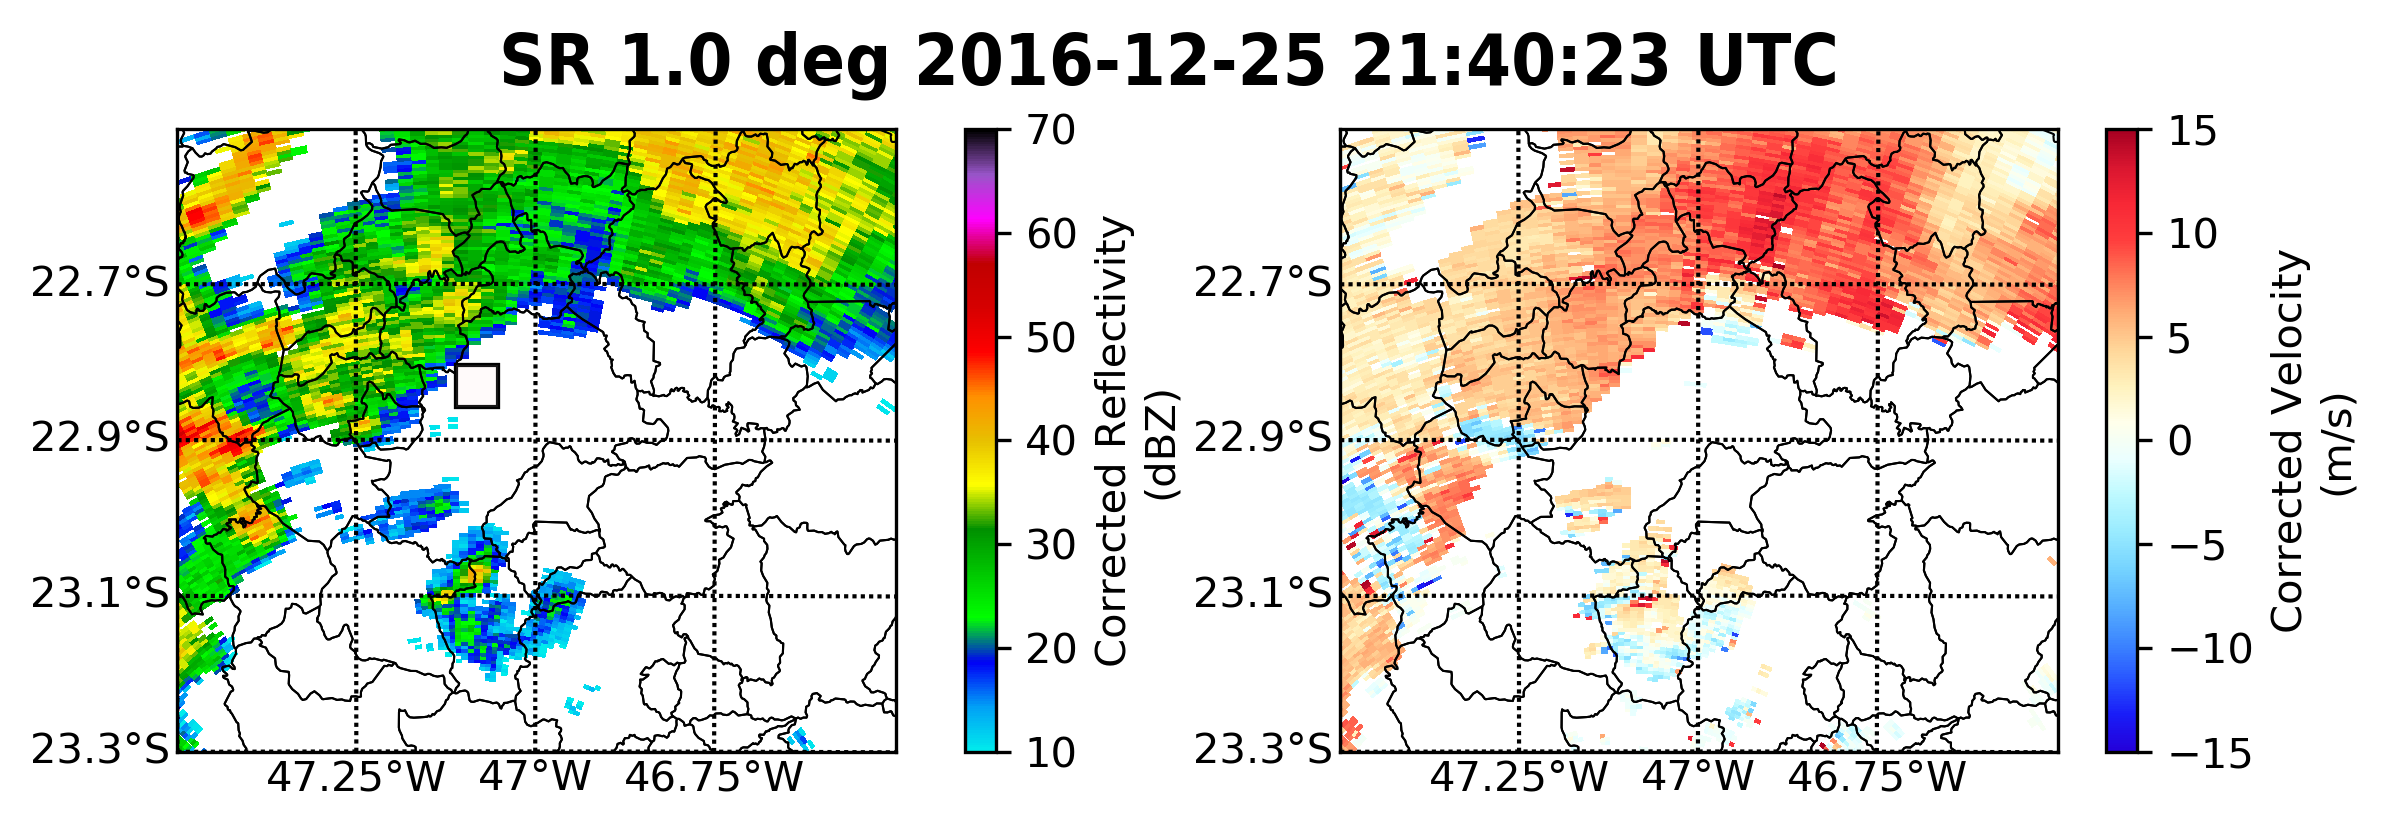 SR 1.0 deg 2016-12-25 21:40:23 UTC
22.7°S
22.9°S
23.1°S
23.3°S
47.25°W
47°W
46.75°W
70
60
50
40
30
20
10
Corrected Reflectivity
(dBZ)
22.7°S
22.9°S
23.1°S
23.3°S
47.25°W
47°W
46.75°W
15
10
5
0
−5
−10
−15
Corrected Velocity
(m/s)